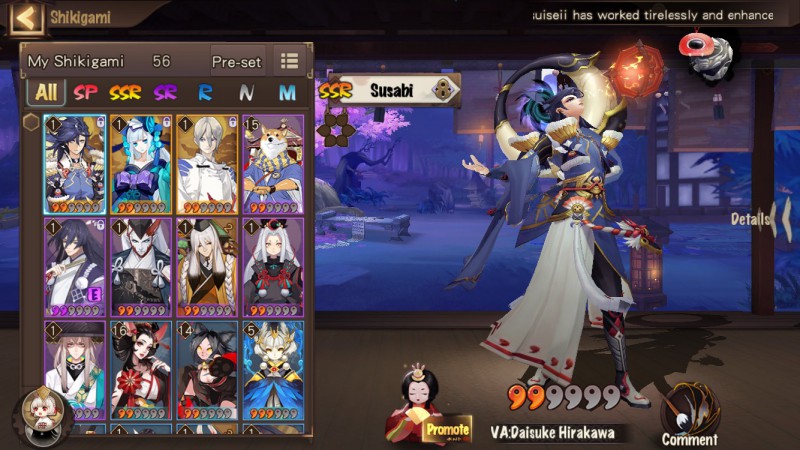 Shikigami
uiseii has worked tirelessly and enhance
My Shikigami 56
Pre-set
All SP SSR SR R N M
SSR Susabi
1 1 1 15
1 1 1 1
1 16 14 5
E
Details
Promote
VA:Daisuke Hirakawa
Comment